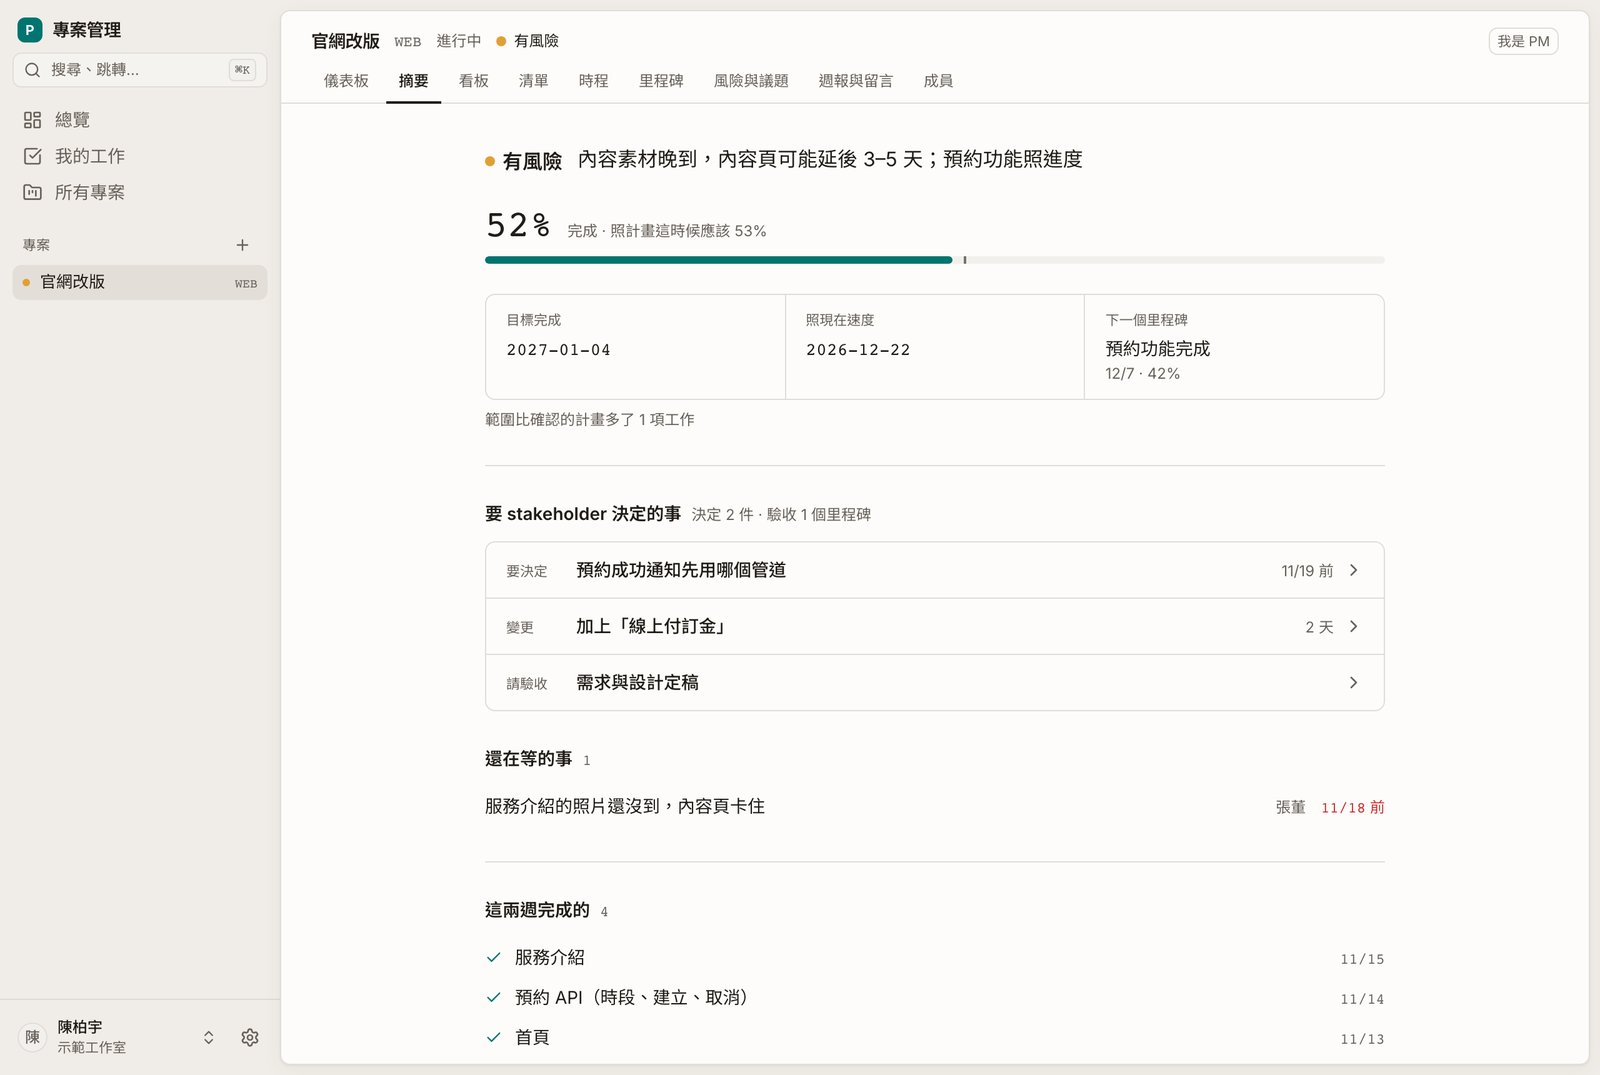 P 專案管理
搜尋、跳轉... ⌘K
總覽
我的工作
所有專案
專案 +
官網改版 WEB
陳 陳柏宇
示範工作室
官網改版 WEB 進行中 有風險 我是 PM
儀表板 摘要 看板 清單 時程 里程碑 風險與議題 週報與留言 成員
有風險 內容素材晚到，內容頁可能延後 3–5 天；預約功能照進度
52% 完成 · 照計畫這時候應該 53%
目標完成 照現在速度 下一個里程碑
2027-01-04 2026-12-22 預約功能完成
12/7 · 42%
範圍比確認的計畫多了 1 項工作
要 stakeholder 決定的事 決定 2 件 · 驗收 1 個里程碑
要決定 預約成功通知先用哪個管道 11/19 前
變更 加上「線上付訂金」 2 天
請驗收 需求與設計定稿
還在等的事 1
服務介紹的照片還沒到，內容頁卡住 張董 11/18 前
這兩週完成的 4
服務介紹 11/15
預約 API（時段、建立、取消） 11/14
首頁 11/13